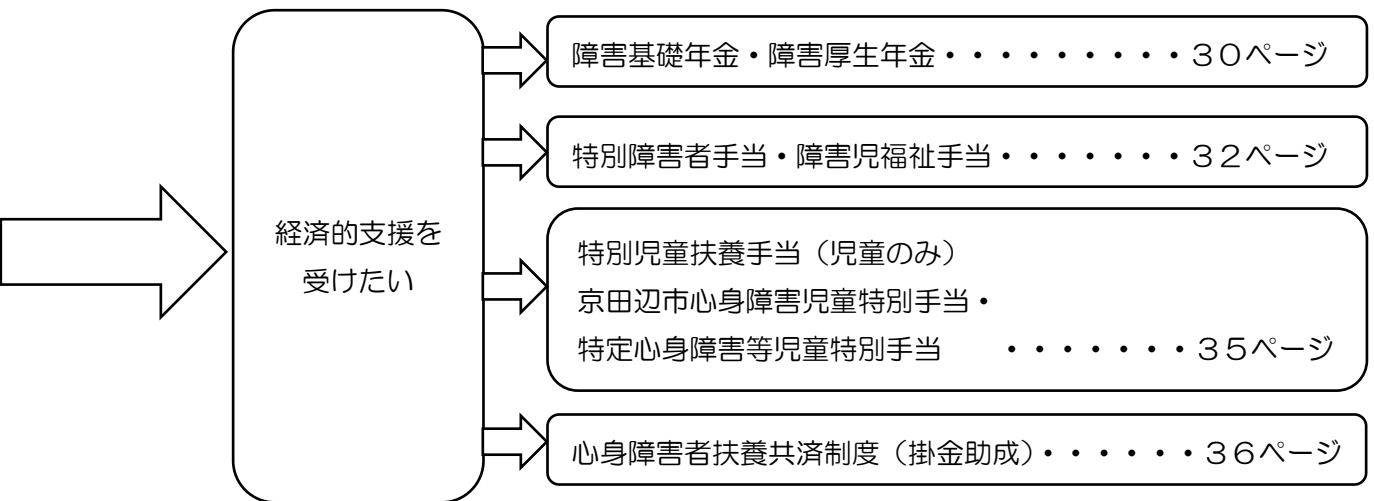 障害基礎年金・障害厚生年金・・・・・・・・・３０ページ
特別障害者手当・障害児福祉手当・・・・・・・３２ページ
経済的支援を
受けたい
特別児童扶養手当（児童のみ）
京田辺市心身障害児童特別手当・
特定心身障害等児童特別手当　　・・・・・・・３５ページ
心身障害者扶養共済制度（掛金助成）・・・・・・３６ページ